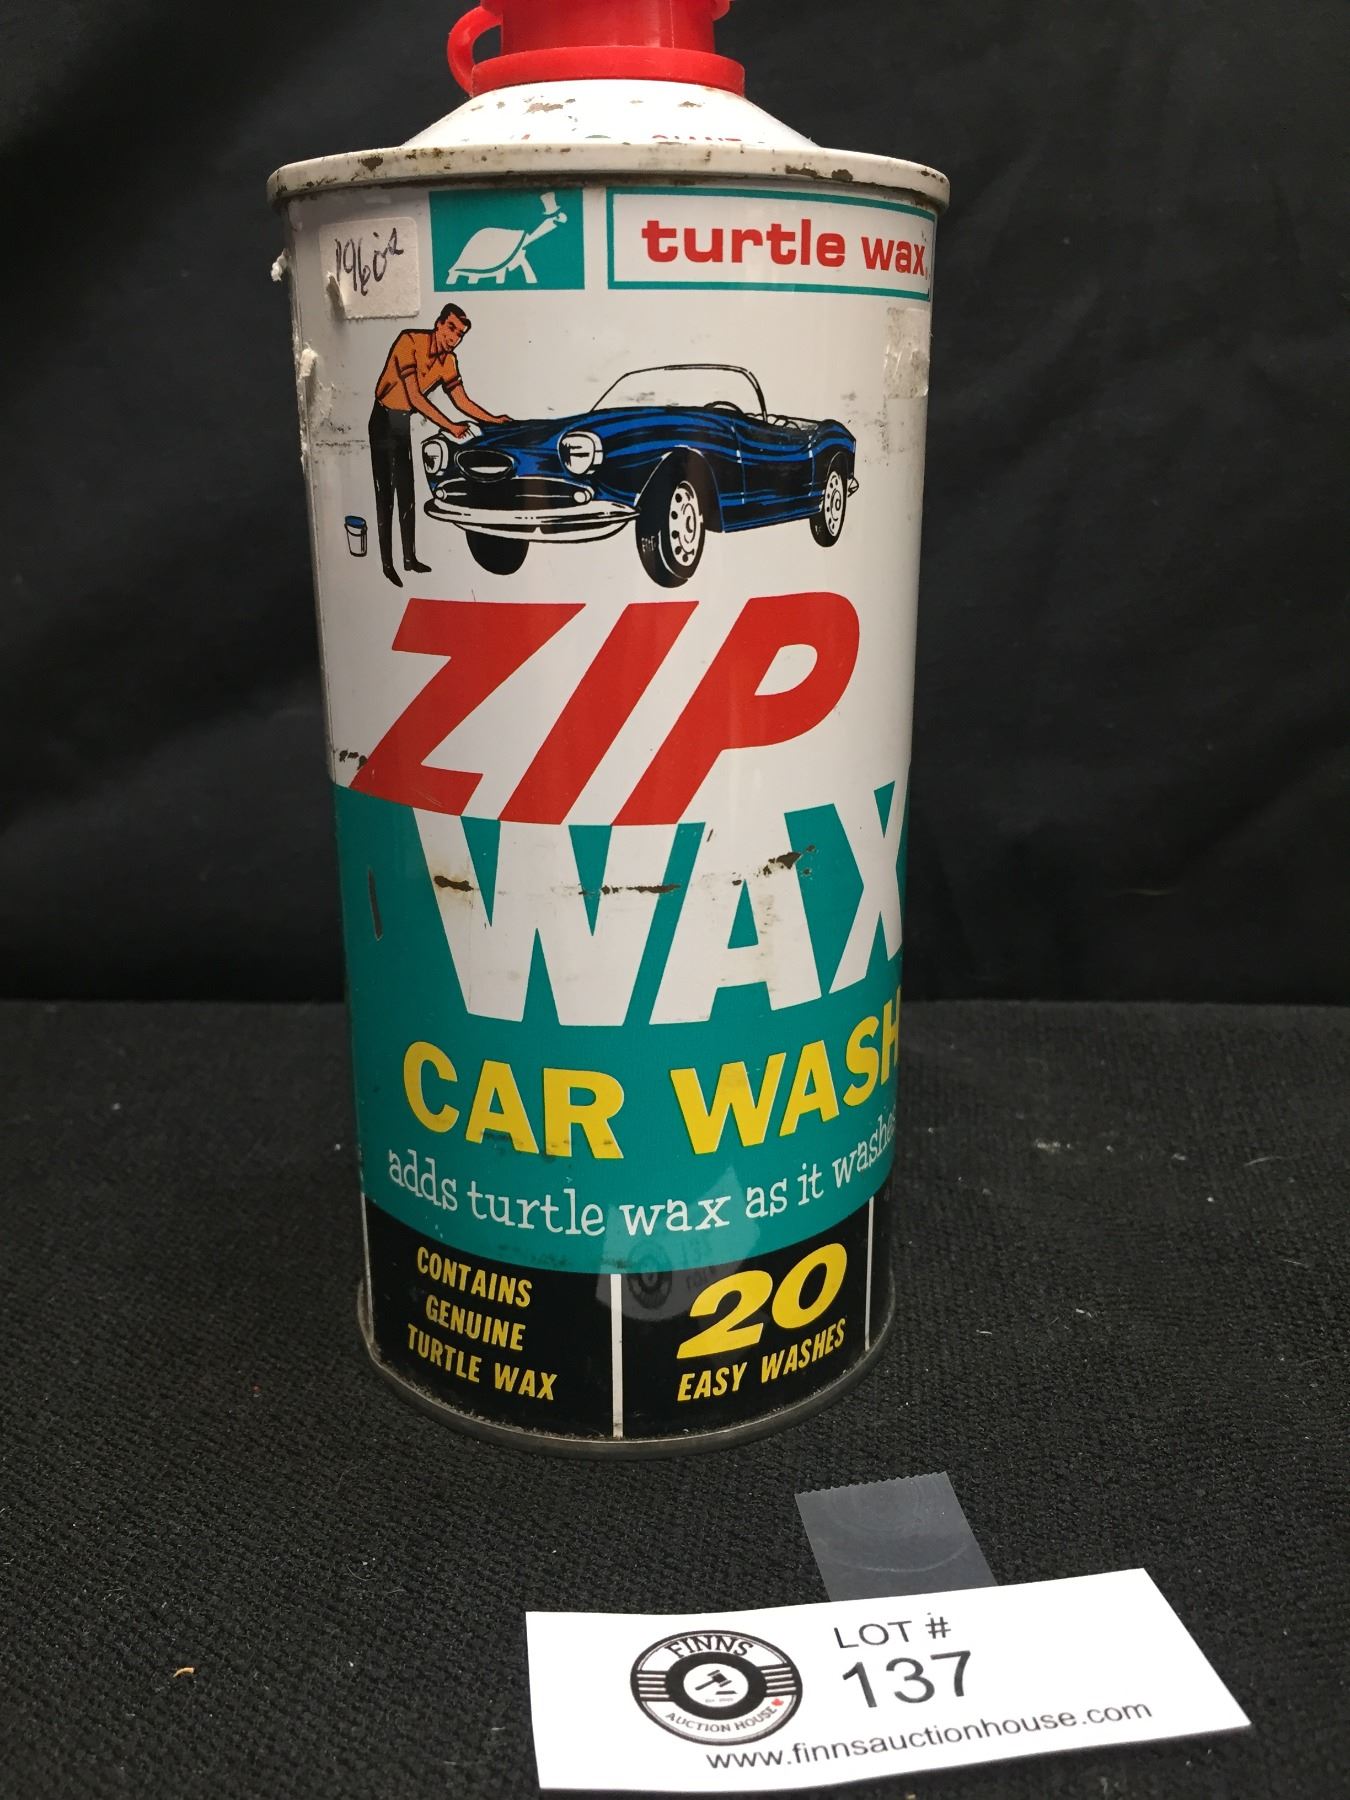 1960's
turtle wax
ZIP
WAX
CAR WASH
adds turtle wax as it washes
CONTAINS
GENUINE
TURTLE WAX
20
EASY WASHES
FINNS
AUCTION HOUSE
LOT #
137
www.finnsauctionhouse.com